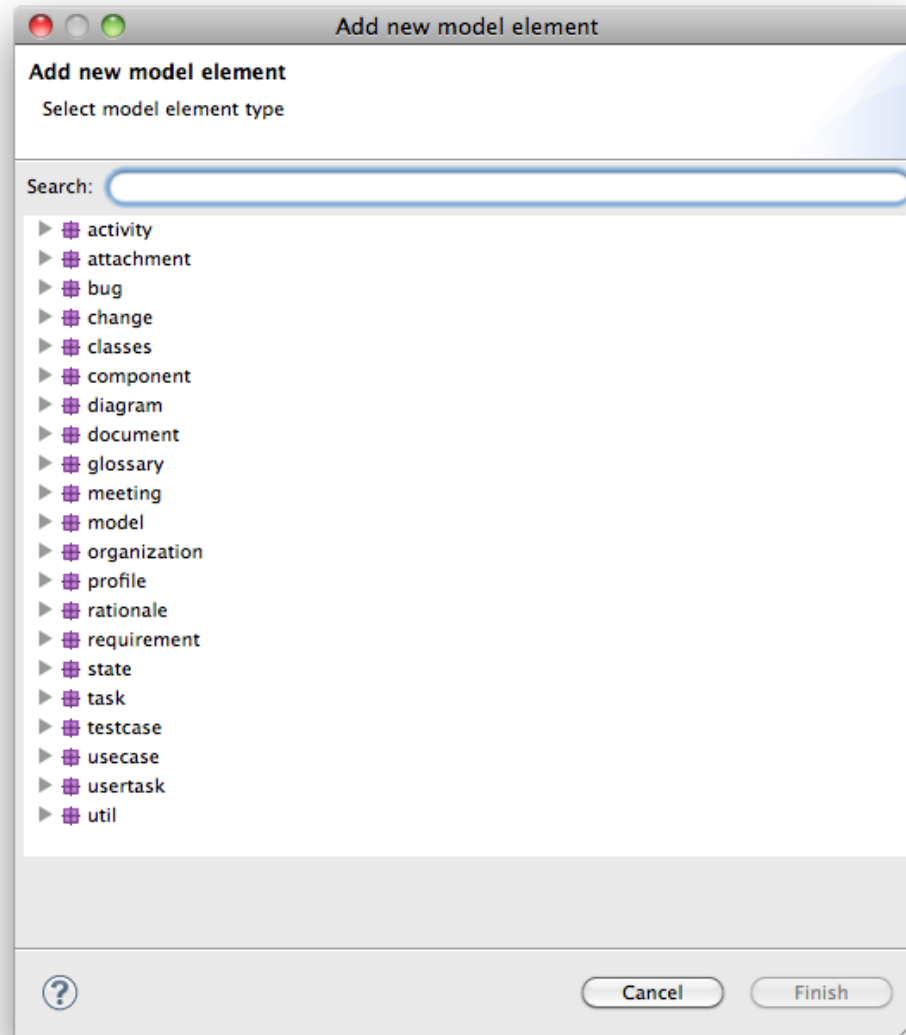 Add new model element
Add new model element
Select model element type
Search:
activity
attachment
bug
change
classes
component
diagram
document
glossary
meeting
model
organization
profile
rationale
requirement
state
task
testcase
usecase
usertask
util
?
Cancel
Finish